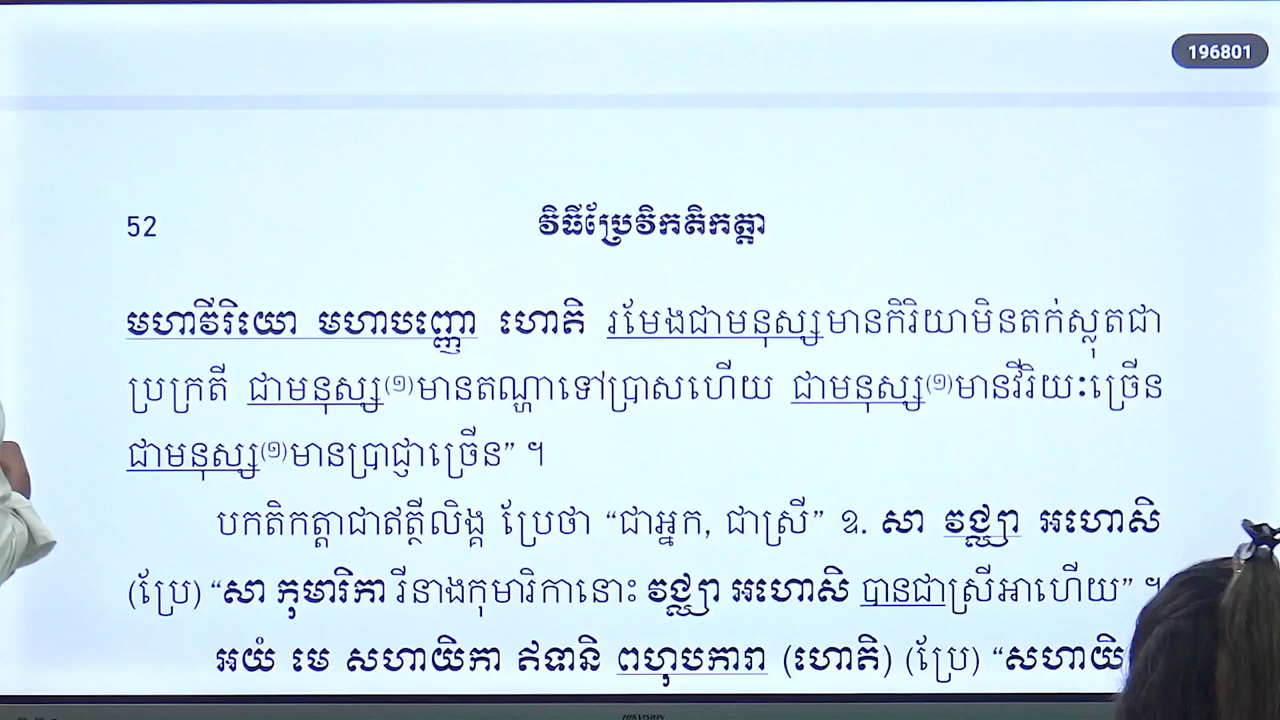 196801
52 វិធីប្រែវិកតិកត្តា
មហាវីរិយោ មហាបញ្ញោ ហោតិ រមែងជាមនុស្សមានកិរិយាមិនតក់ស្លុតជា
ប្រក្រតី ជាមនុស្ស(១)មានតណ្ហាទៅប្រាសហើយ ជាមនុស្ស(១)មានវីរិយៈច្រើន
ជាមនុស្ស(១)មានប្រាជ្ញាច្រើន” ។
បកតិកត្តាជាឥត្ថីលិង្គ ប្រែថា “ជាអ្នក, ជាស្រី” ឧ. សា វជ្ឈា អហោសិ
(ប្រែ) “សា កុមារិកា រីនាងកុមារិកានោះ វជ្ឈា អហោសិ បានជាស្រីអាហើយ” ។
អយំ មេ សហាយិកា ឥទានិ ពហុបការា (ហោតិ) (ប្រែ) “សហាយិ
HIKVISION